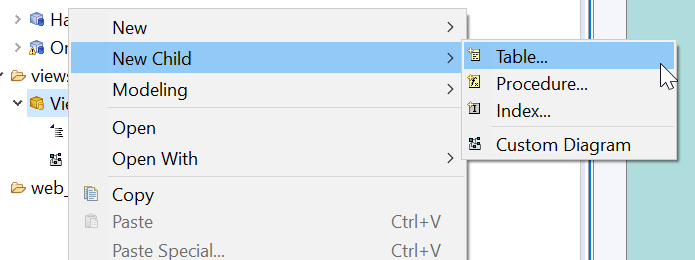 Ha
Or
views
Vie
web_
New
New Child
Modeling
Open
Open With
Copy
Paste Ctrl+V
Paste Special... Ctrl+V
Table...
Procedure...
Index...
Custom Diagram